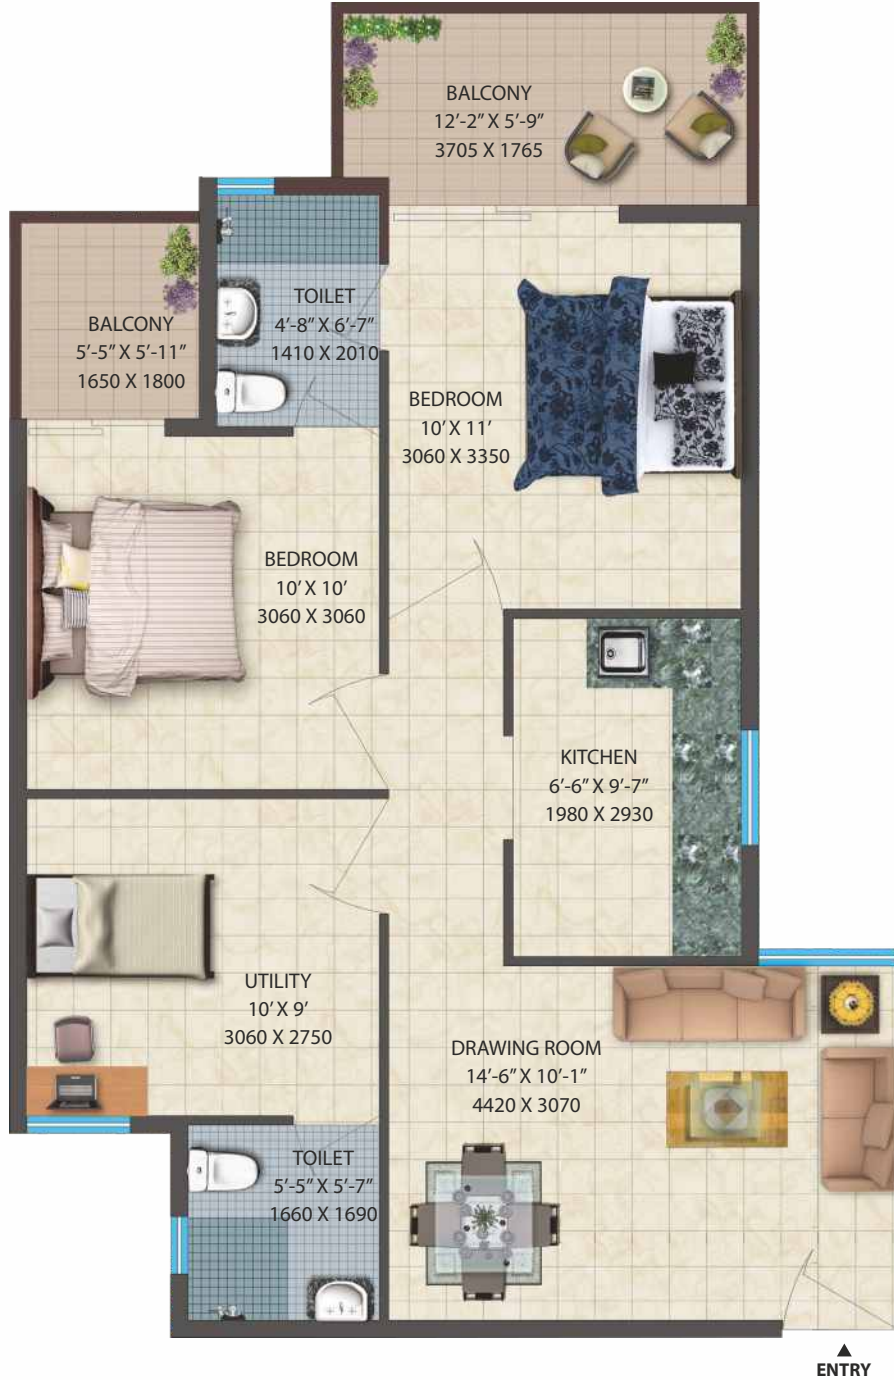 BALCONY
12'-2" X 5'-9"
3705 X 1765
TOILET
4'-8" X 6'-7"
1410 X 2010
BALCONY
5'-5" X 5'-11"
1650 X 1800
BEDROOM
10' X 11'
3060 X 3350
BEDROOM
10' X 10'
3060 X 3060
KITCHEN
6'-6" X 9'-7"
1980 X 2930
UTILITY
10' X 9'
3060 X 2750
DRAWING ROOM
14'-6" X 10'-1"
4420 X 3070
TOILET
5'-5" X 5'-7"
1660 X 1690
ENTRY